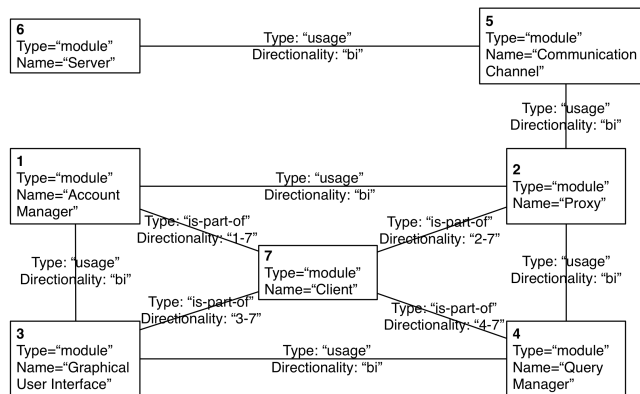 6
Type=“module”
Name=“Server”
Type: “usage”
Directionality: “bi”
5
Type=“module”
Name=“Communication
Channel”
Type: “usage”
Directionality: “bi”
1
Type=“module”
Name=“Account
Manager”
Type: “usage”
Directionality: “bi”
2
Type=“module”
Name=“Proxy”
Type: “is-part-of”
Directionality: “1-7”
Type: “is-part-of”
Directionality: “2-7”
7
Type=“module”
Name=“Client”
Type: “usage”
Directionality: “bi”
Type: “usage”
Directionality: “bi”
Type: “is-part-of”
Directionality: “3-7”
Type: “is-part-of”
Directionality: “4-7”
3
Type=“module”
Name=“Graphical
User Interface”
Type: “usage”
Directionality: “bi”
4
Type=“module”
Name=“Query
Manager”